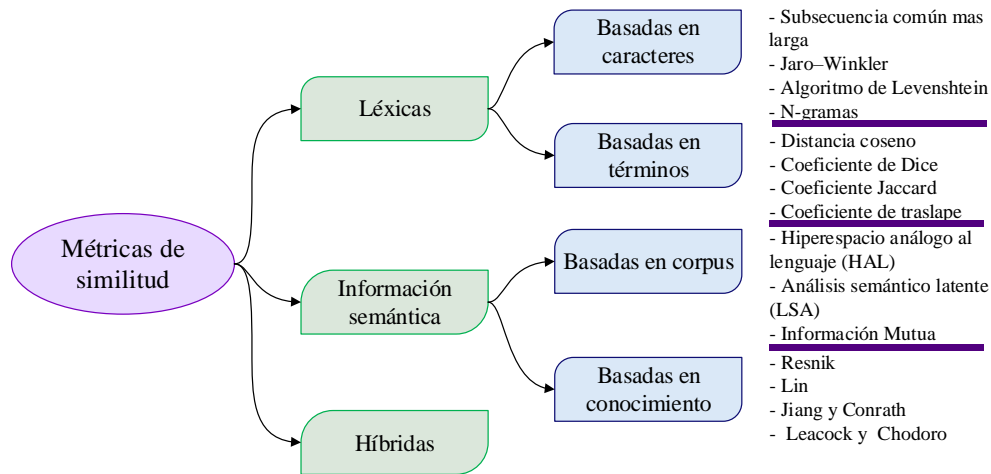 Métricas de
similitud
Léxicas
Información
semántica
Híbridas
Basadas en
caracteres
Basadas en
términos
Basadas en corpus
Basadas en
conocimiento
- Subsecuencia común mas
larga
- Jaro–Winkler
- Algoritmo de Levenshtein
- N-gramas
- Distancia coseno
- Coeficiente de Dice
- Coeficiente Jaccard
- Coeficiente de traslape
- Hiperespacio análogo al
lenguaje (HAL)
- Análisis semántico latente
(LSA)
- Información Mutua
- Resnik
- Lin
- Jiang y Conrath
- Leacock y Chodoro